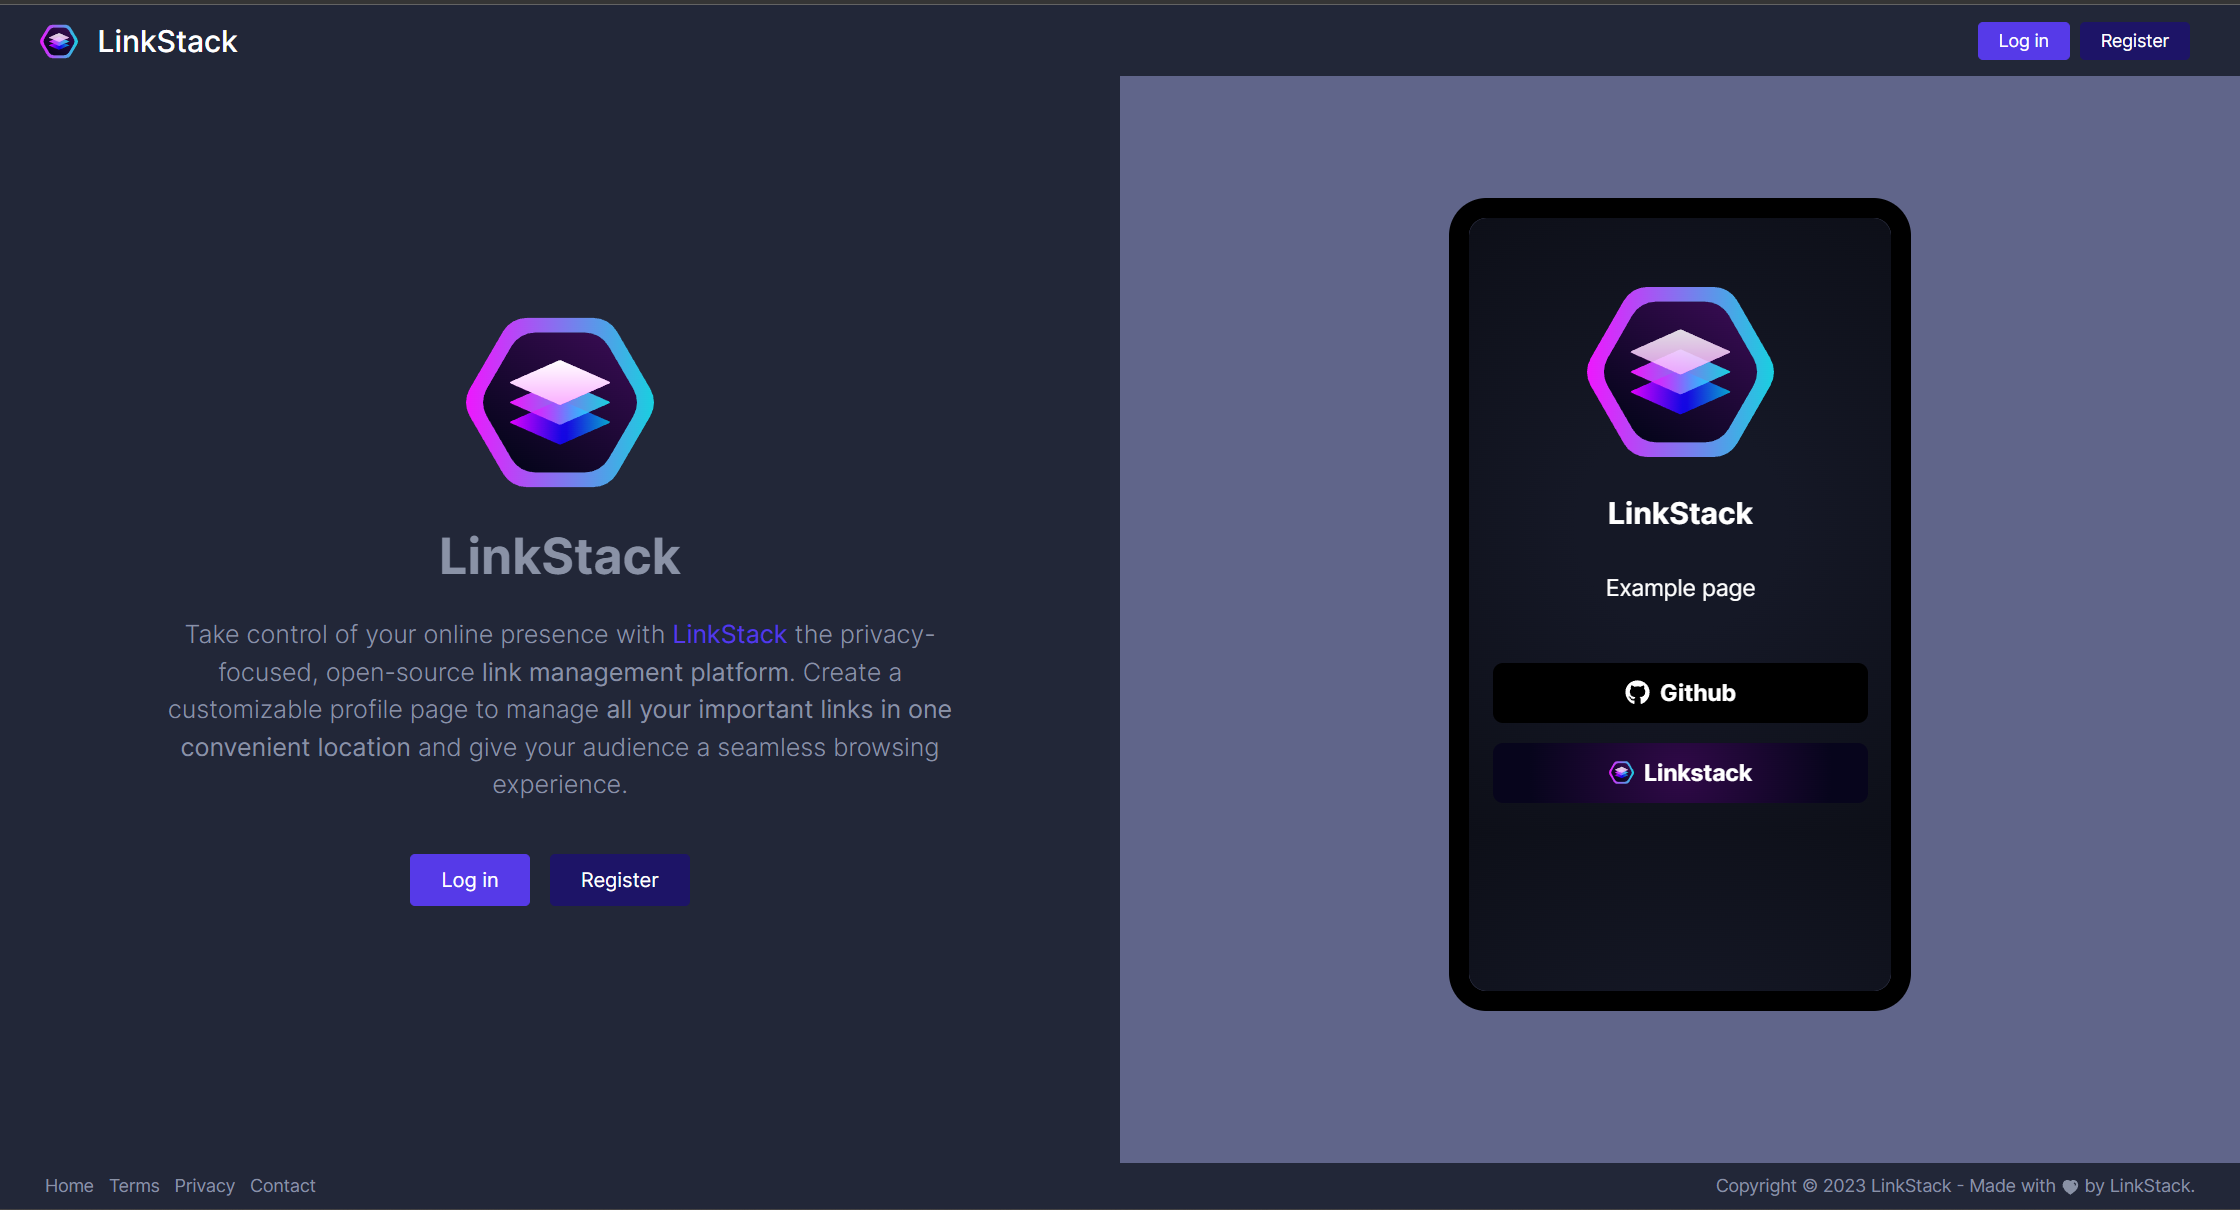 LinkStack
Log in
Register
LinkStack
Take control of your online presence with LinkStack the privacy-
focused, open-source link management platform. Create a
customizable profile page to manage all your important links in one
convenient location and give your audience a seamless browsing
experience.
Log in
Register
LinkStack
Example page
Github
Linkstack
Home Terms Privacy Contact
Copyright © 2023 LinkStack - Made with ♥ by LinkStack.